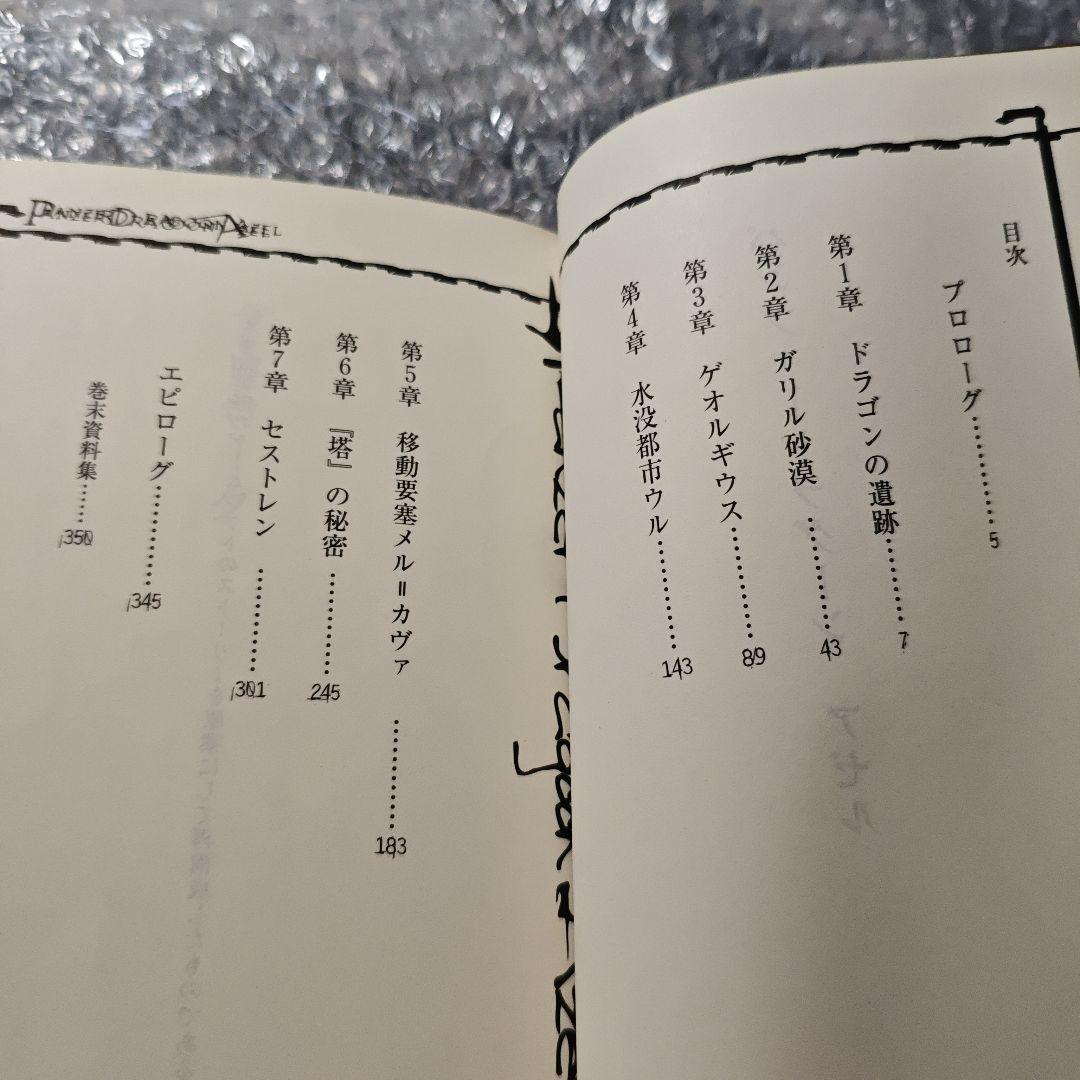 目次
プロローグ…………5
第1章 ドラゴンの遺跡…………7
第2章 ガリル砂漠…………43
第3章 ゲオルギウス…………89
第4章 水没都市ウル…………143
PANZER DRAGOON AZEL
第5章 移動要塞メル=カヴァ…………183
第6章 『塔』の秘密…………245
第7章 セストレン…………301
エピローグ…………345
巻末資料集……350
アゼル